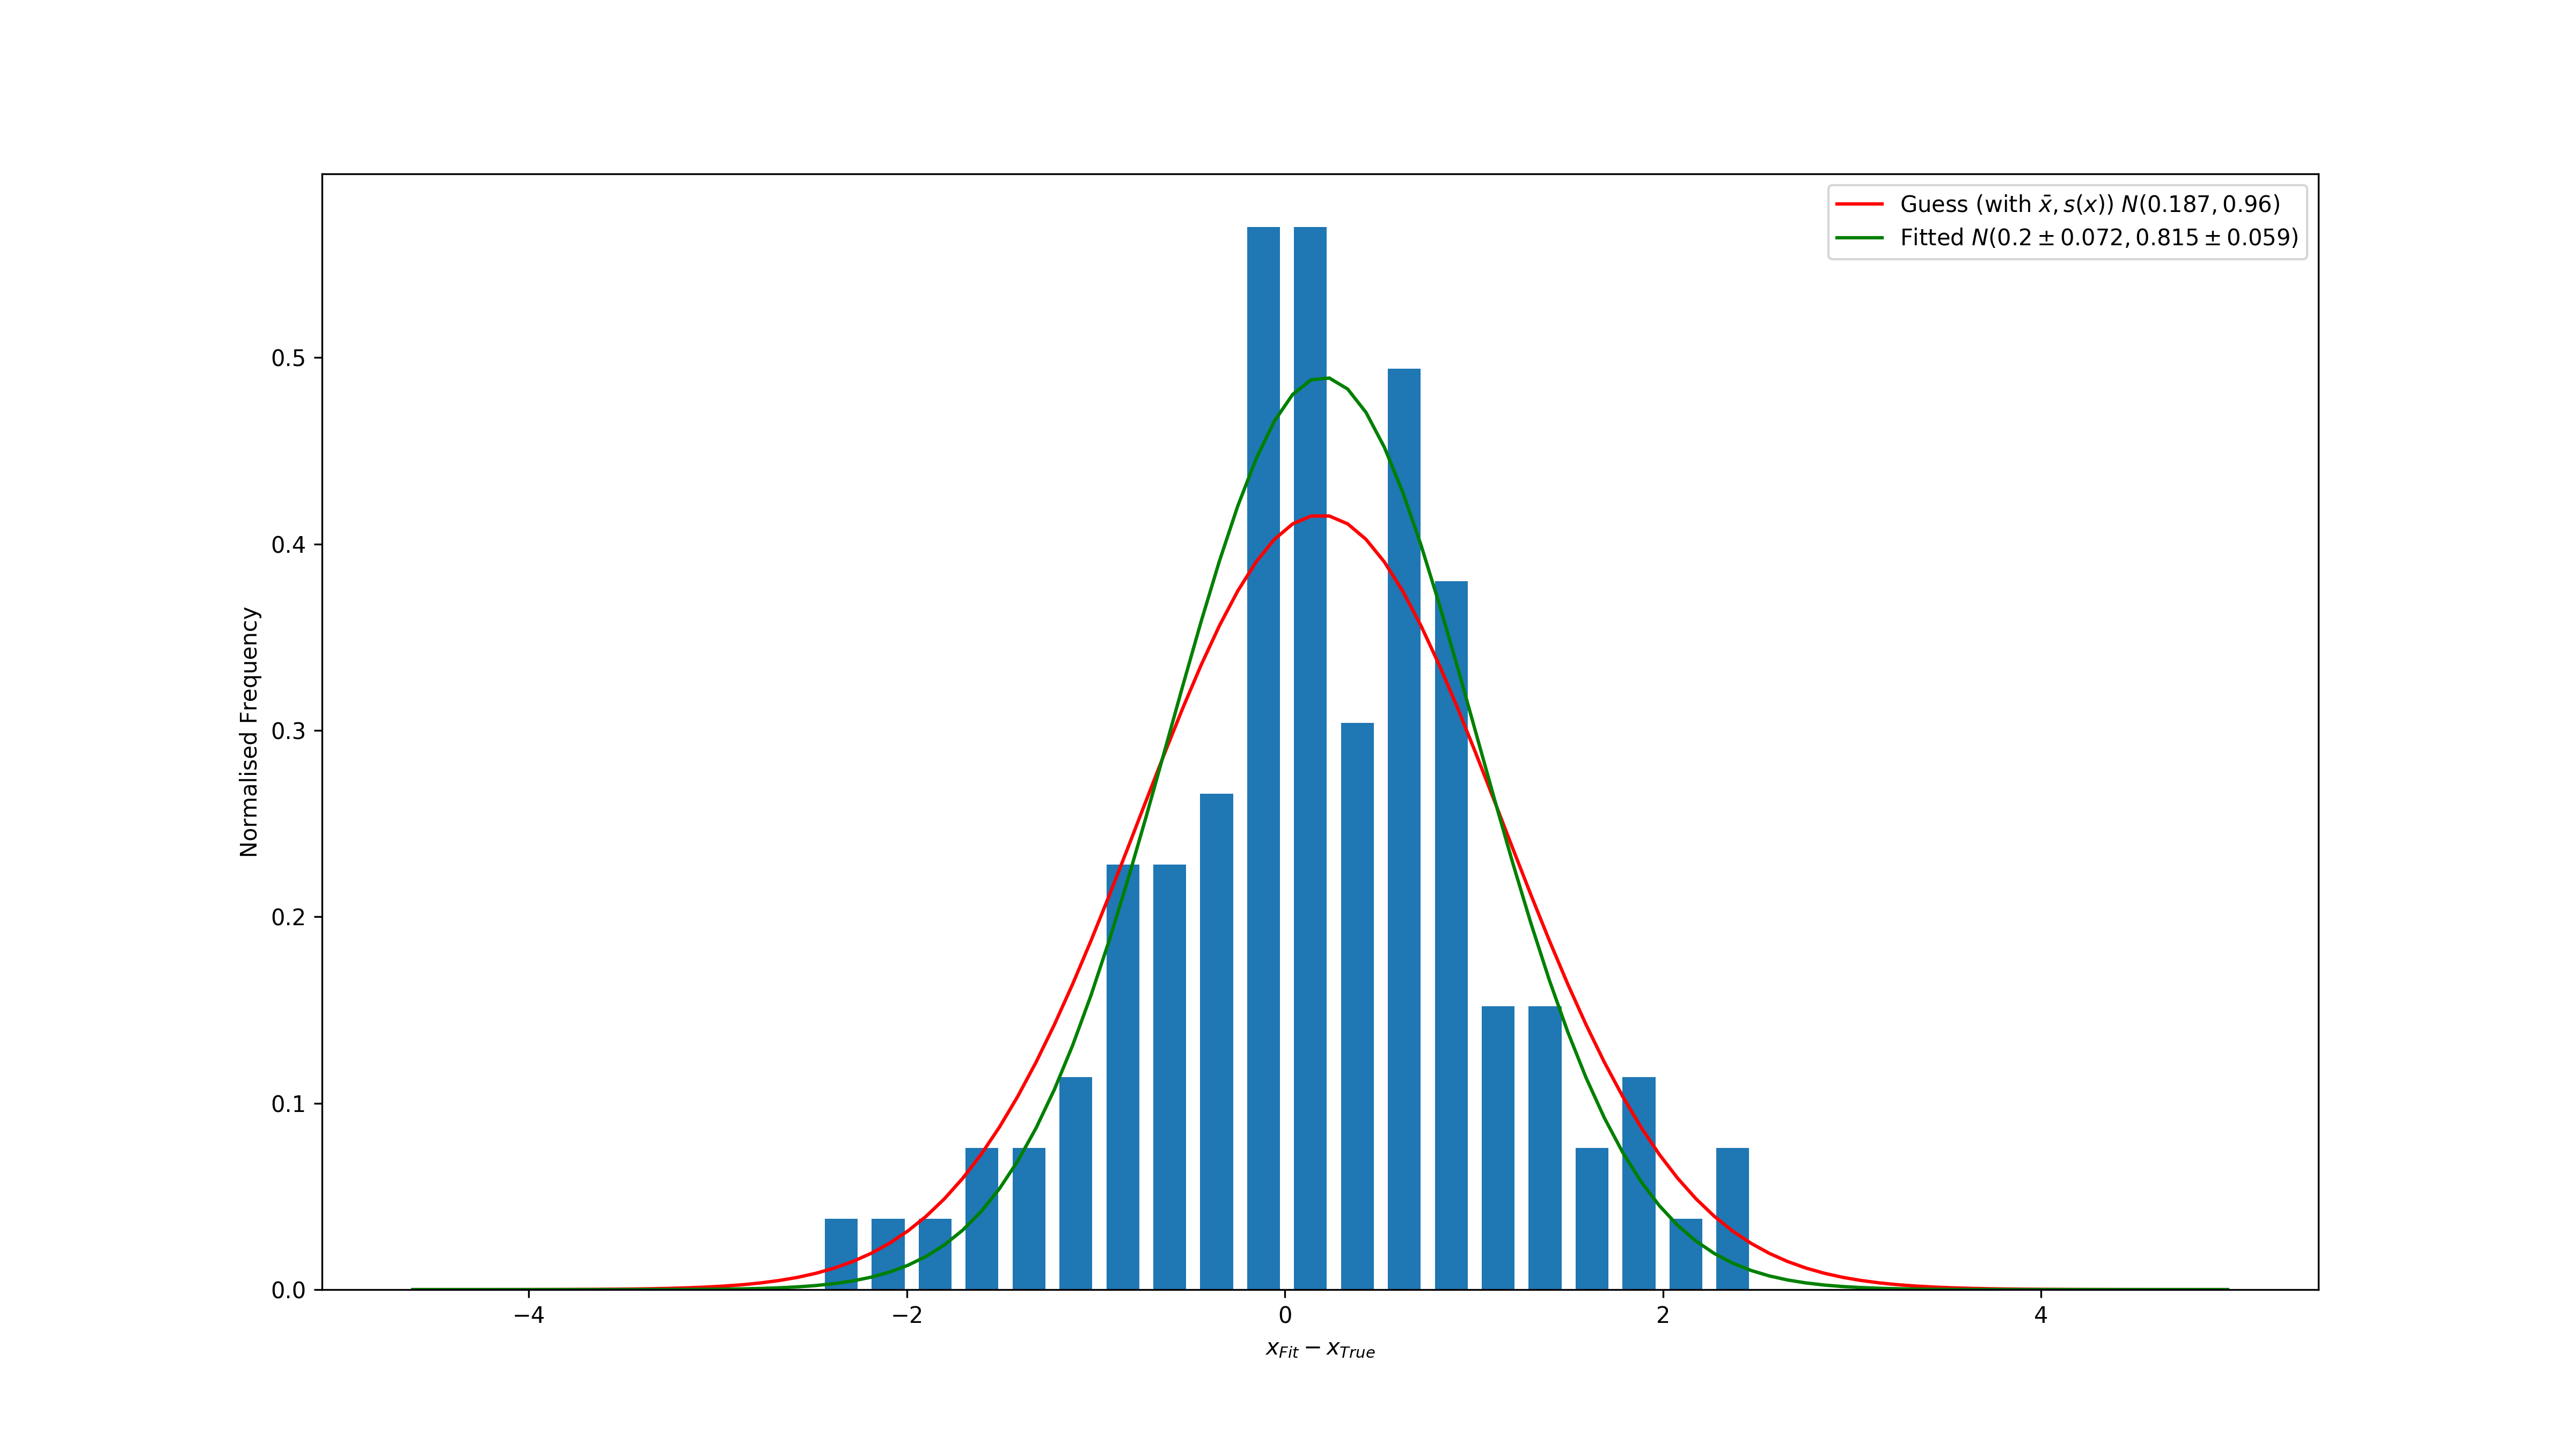 Guess (with x̄, s(x)) N(0.187, 0.96)
Fitted N(0.2 ± 0.072, 0.815 ± 0.059)
Normalised Frequency
0.5
0.4
0.3
0.2
0.1
0.0
−4 −2 0 2 4
x_Fit − x_True